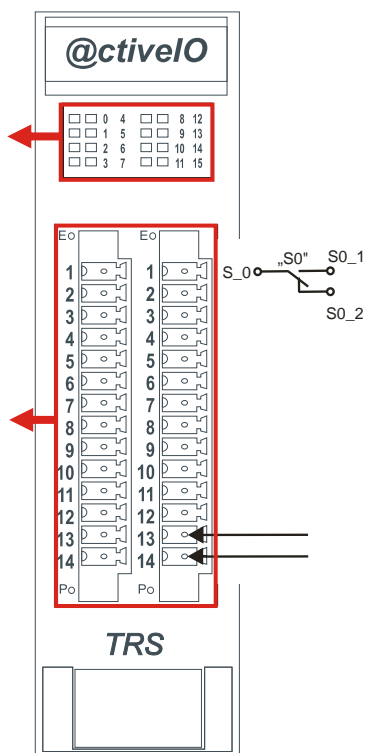 @ctiveIO
0 4 8 12
1 5 9 13
2 6 10 14
3 7 11 15
Eo Eo
1 1
2 2
3 3
4 4
5 5
6 6
7 7
8 8
9 9
10 10
11 11
12 12
13 13
14 14
Po Po
S_0 „S0" S0_1
S0_2
TRS